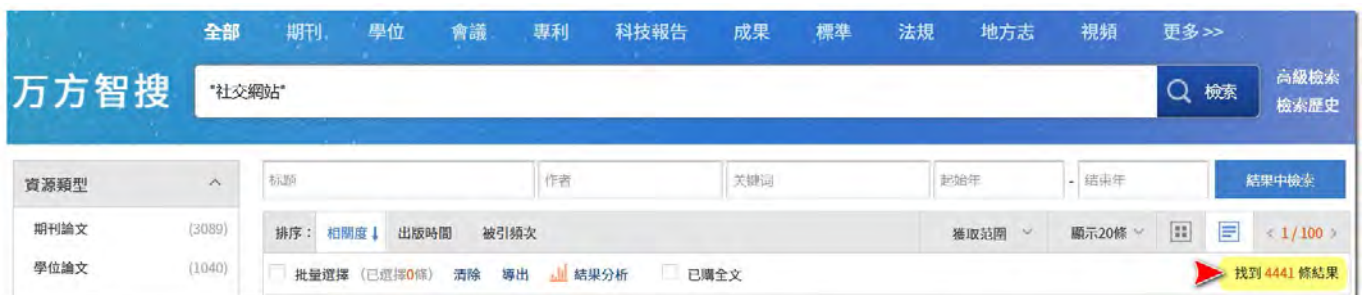 全部 期刊 學位 會議 專利 科技報告 成果 標準 法規 地方志 視頻 更多>>
万方智搜 "社交網站" 檢索 高級檢索
檢索歷史
資源類型 标题 作者 关键词 起始年 - 结束年 結果中檢索
期刊論文 (3089) 排序： 相關度 出版時間 被引頻次 獲取范圍 顯示20條 < 1 / 100 >
學位論文 (1040) 批量選擇 (已選擇0條) 清除 導出 結果分析 已購全文 找到 4441 條結果